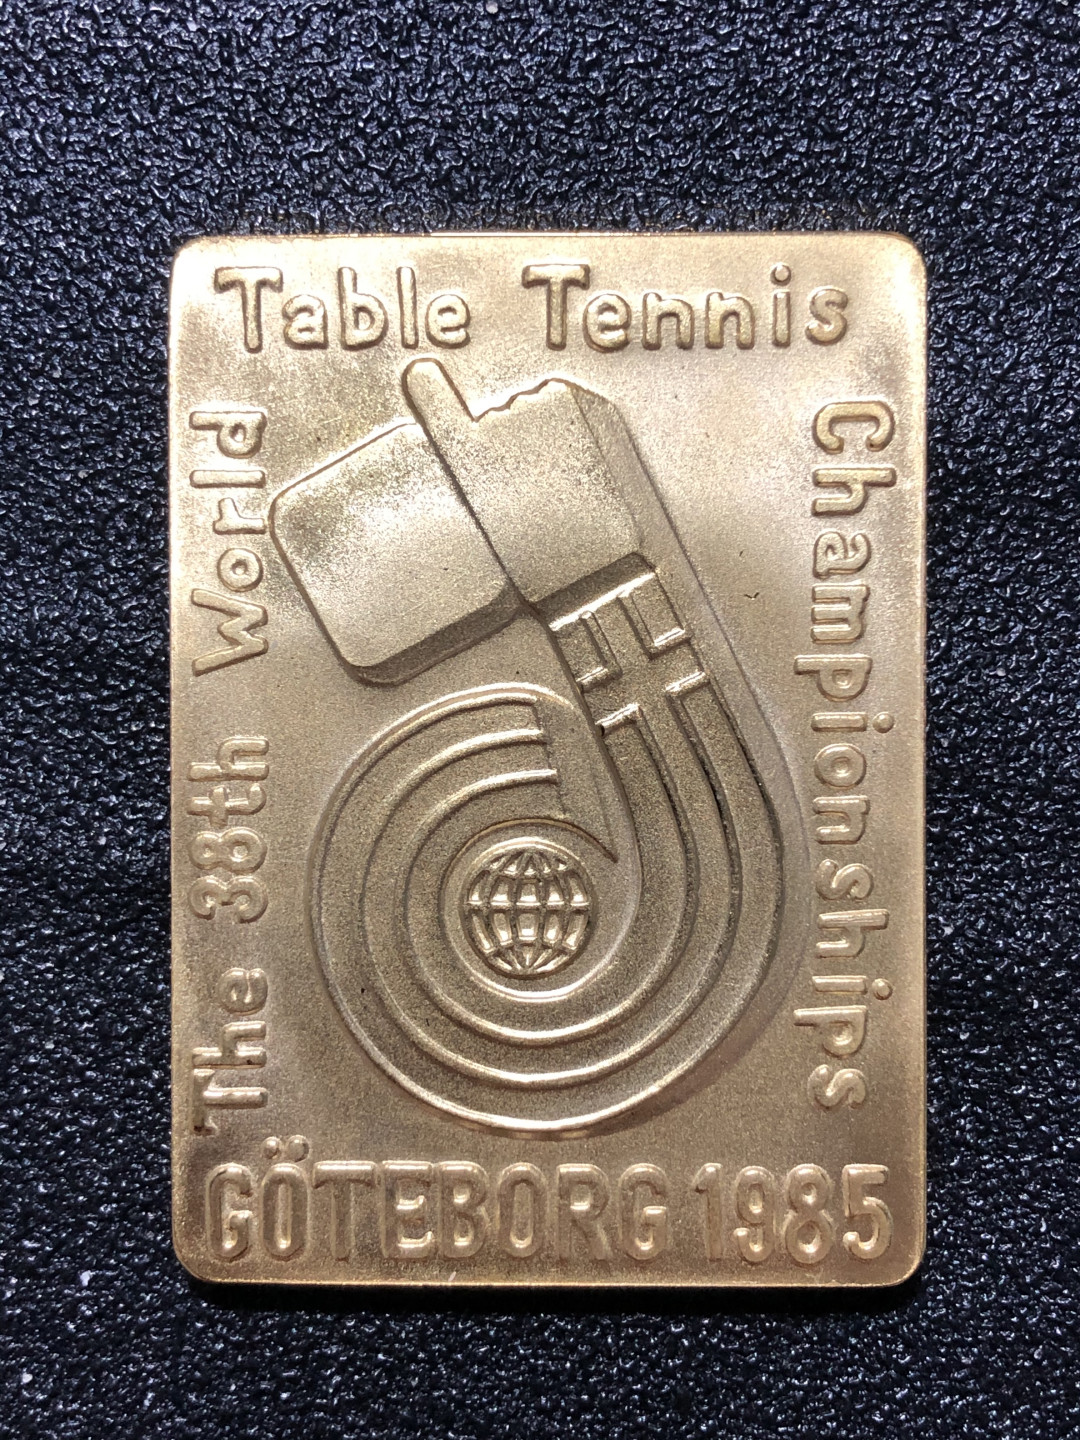 The 38th World
Table Tennis
Championships
GÖTEBORG 1985